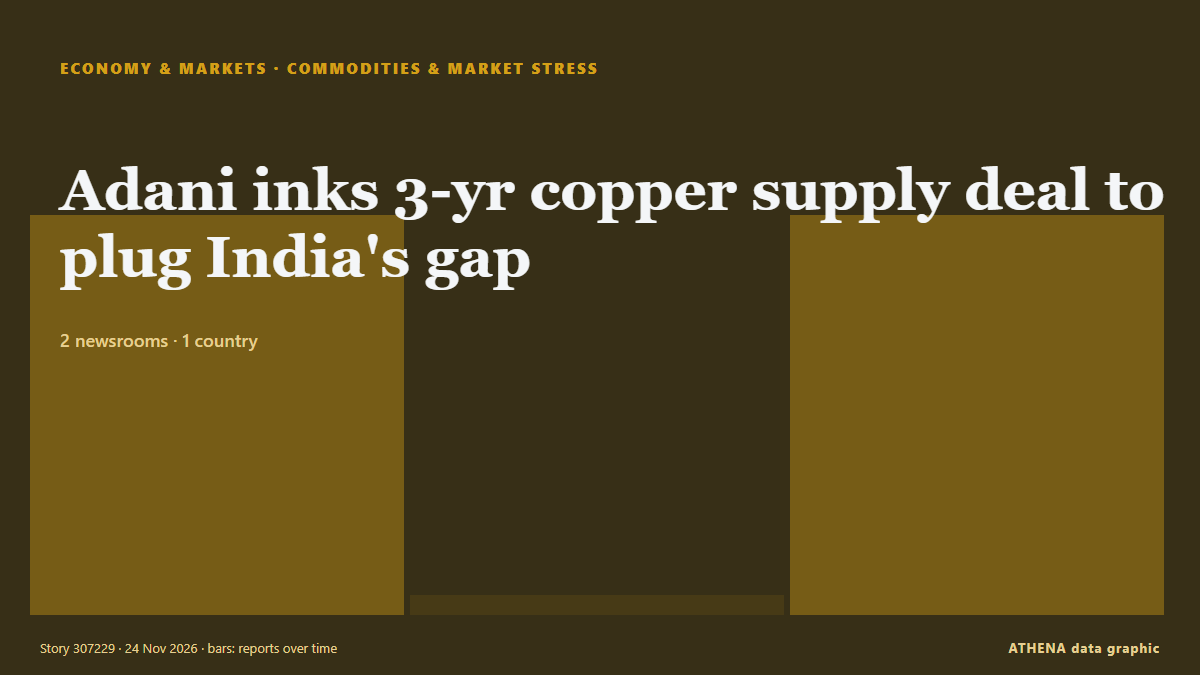 ECONOMY & MARKETS · COMMODITIES & MARKET STRESS
Adani inks 3-yr copper supply deal to
plug India's gap
2 newsrooms · 1 country
Story 307229 · 24 Nov 2026 · bars: reports over time
ATHENA data graphic